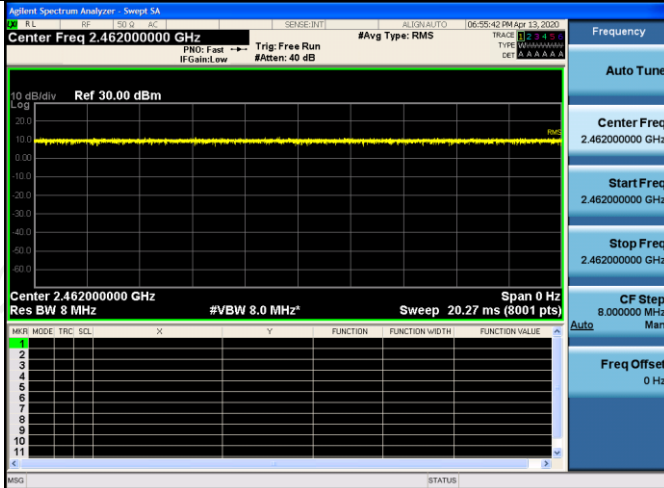 Agilent Spectrum Analyzer - Swept SA
RL RF 50 Ω AC SENSE:INT ALIGNAUTO 06:55:42 PM Apr 13, 2020
Center Freq 2.462000000 GHz
PNO: Fast
IFGain:Low
Trig: Free Run
#Atten: 40 dB
#Avg Type: RMS
TRACE 1 2 3 4 5 6
TYPE
DET A A A A A A
Frequency
Auto Tune
10 dB/div Ref 30.00 dBm
Log
20.0
10.0
0.00
-10.0
-20.0
-30.0
-40.0
-50.0
-60.0
RMS
Center Freq
2.462000000 GHz
Start Freq
2.462000000 GHz
Stop Freq
2.462000000 GHz
CF Step
8.000000 MHz
Auto Man
Freq Offset
0 Hz
Center 2.462000000 GHz Span 0 Hz
Res BW 8 MHz #VBW 8.0 MHz* Sweep 20.27 ms (8001 pts)
MKR MODE TRC SCL X Y FUNCTION FUNCTION WIDTH FUNCTION VALUE
1
2
3
4
5
6
7
8
9
10
11
MSG STATUS